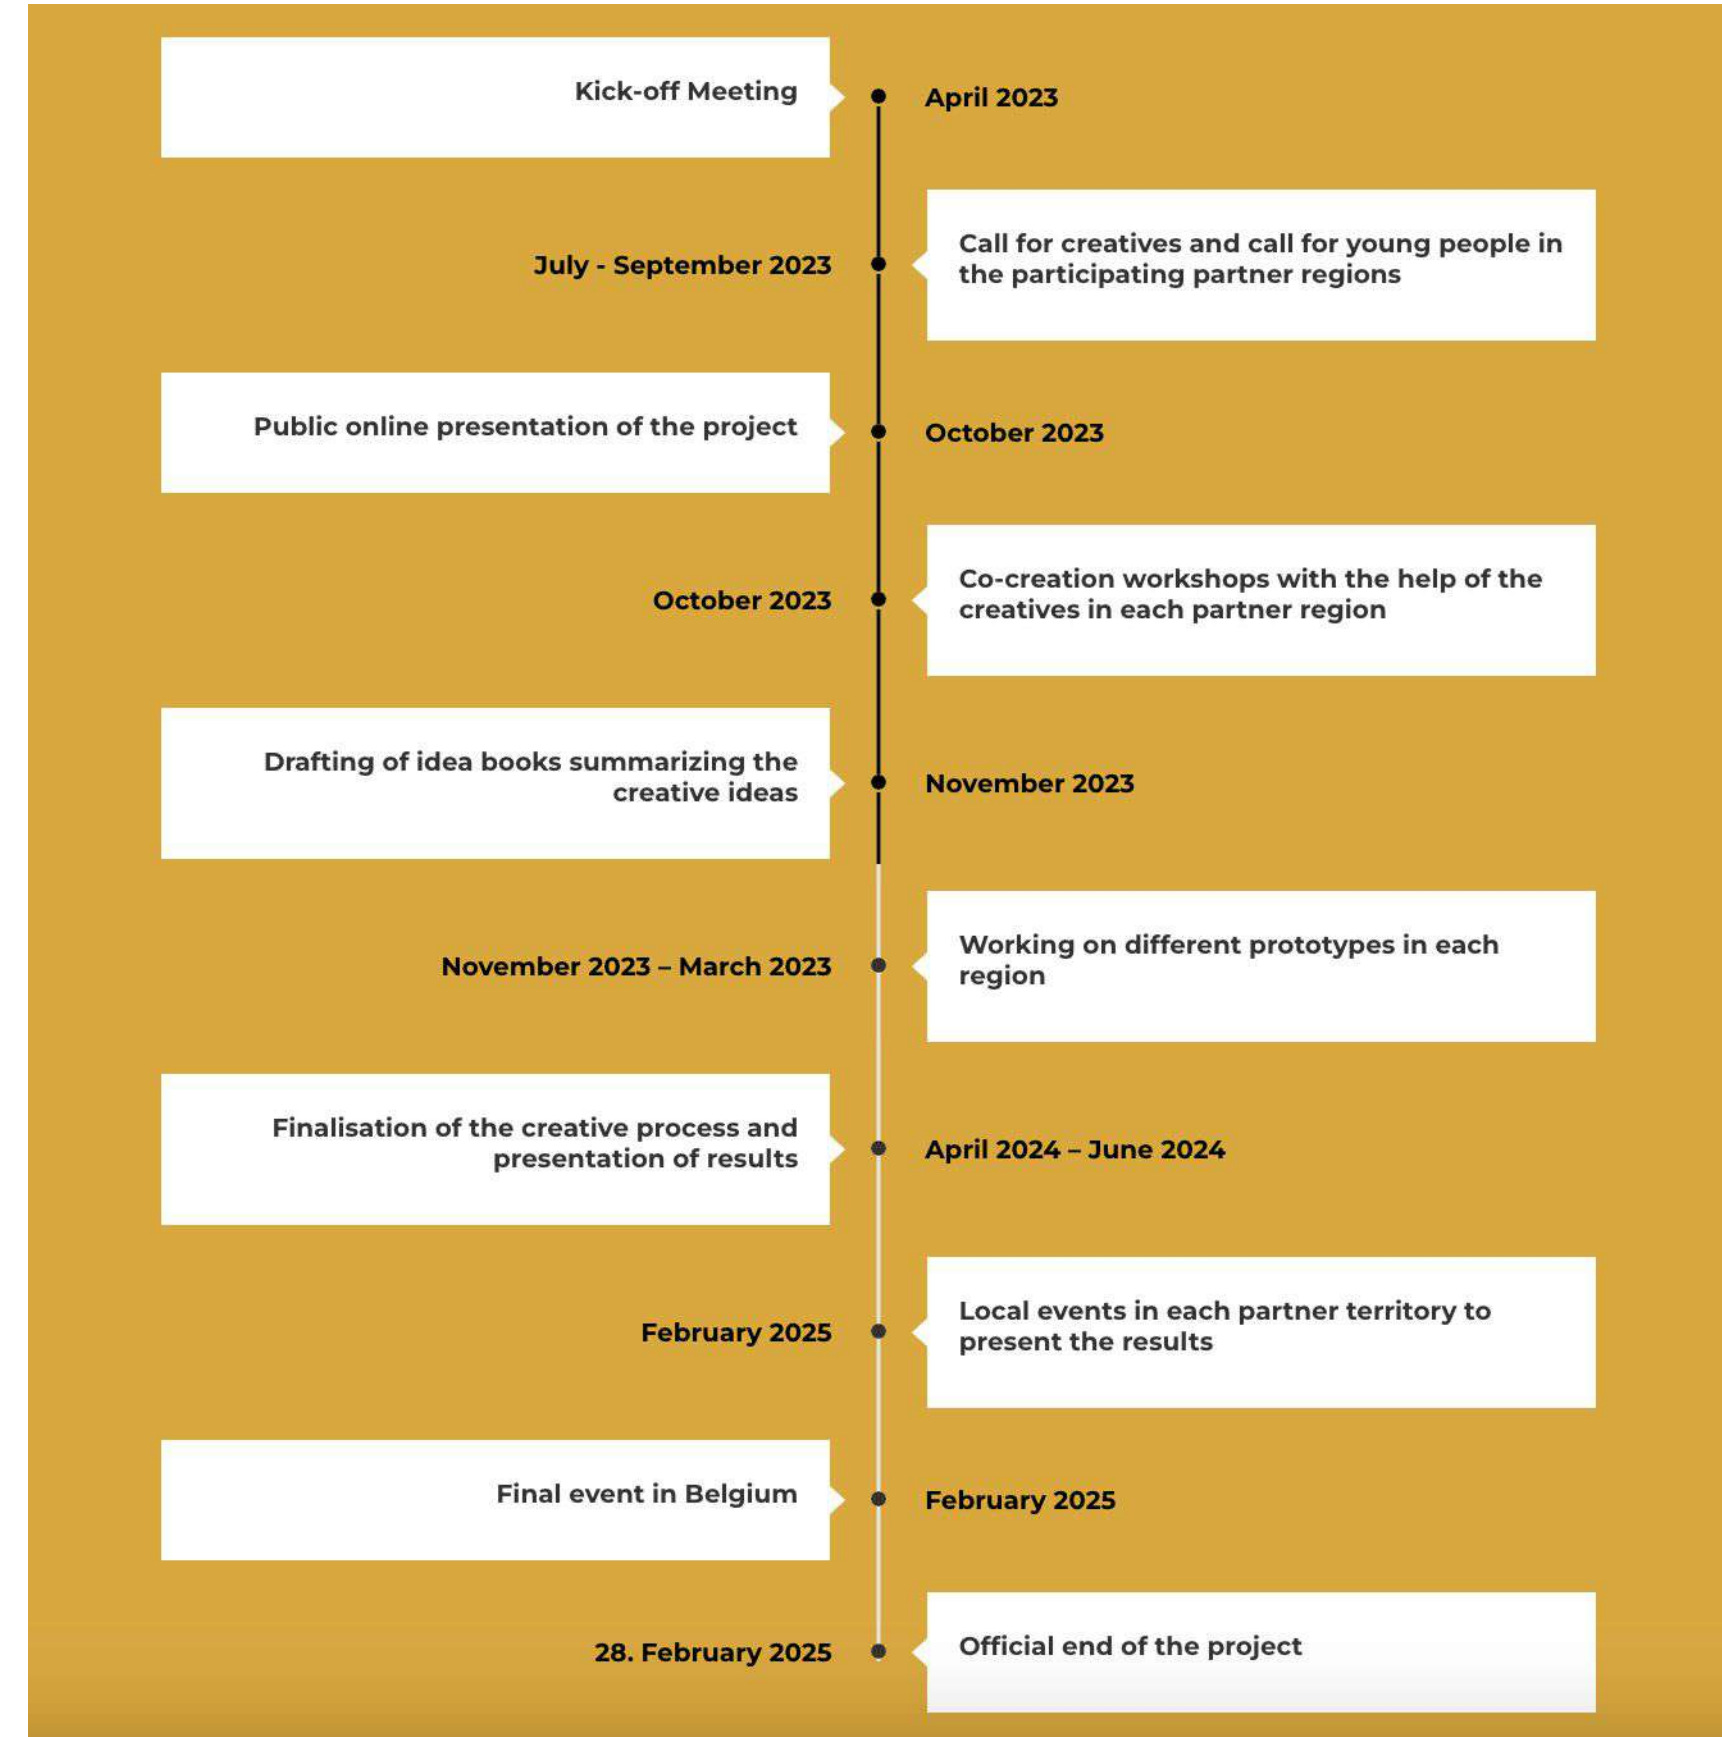 Kick-off Meeting
April 2023
July - September 2023
Call for creatives and call for young people in
the participating partner regions
Public online presentation of the project
October 2023
October 2023
Co-creation workshops with the help of the
creatives in each partner region
Drafting of idea books summarizing the
creative ideas
November 2023
November 2023 – March 2023
Working on different prototypes in each
region
Finalisation of the creative process and
presentation of results
April 2024 – June 2024
February 2025
Local events in each partner territory to
present the results
Final event in Belgium
February 2025
28. February 2025
Official end of the project